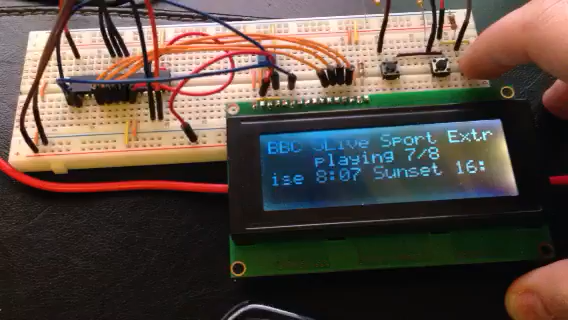 BBC 5Live Sport Extr
playing 7/8
ise 8:07 Sunset 16: